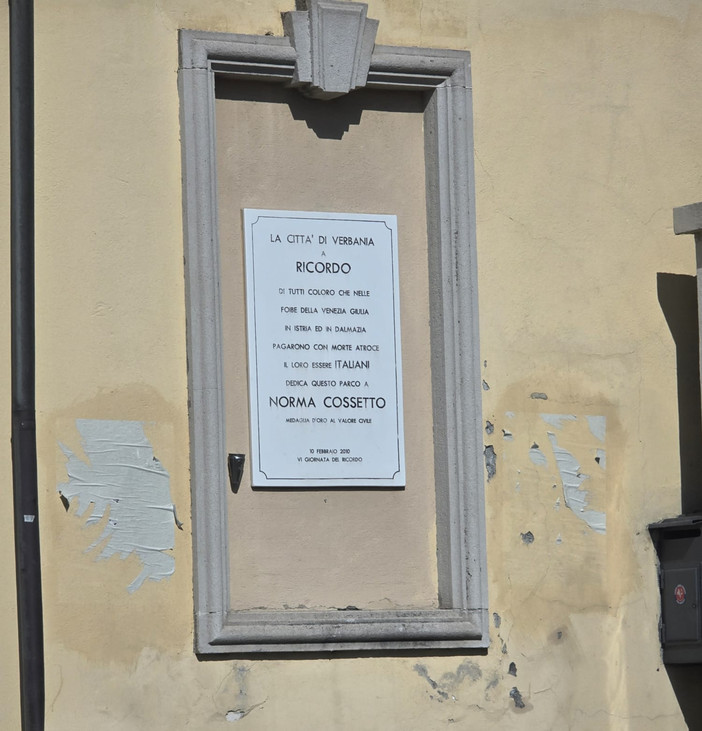 LA CITTA' DI VERBANIA
A
RICORDO
DI TUTTI COLORO CHE NELLE
FOIBE DELLA VENEZIA GIULIA
IN ISTRIA ED IN DALMAZIA
PAGARONO CON MORTE ATROCE
IL LORO ESSERE ITALIANI
DEDICA QUESTO PARCO A
NORMA COSSETTO
MEDAGLIA D'ORO AL VALORE CIVILE
10 FEBBRAIO 2010
VI GIORNATA DEL RICORDO